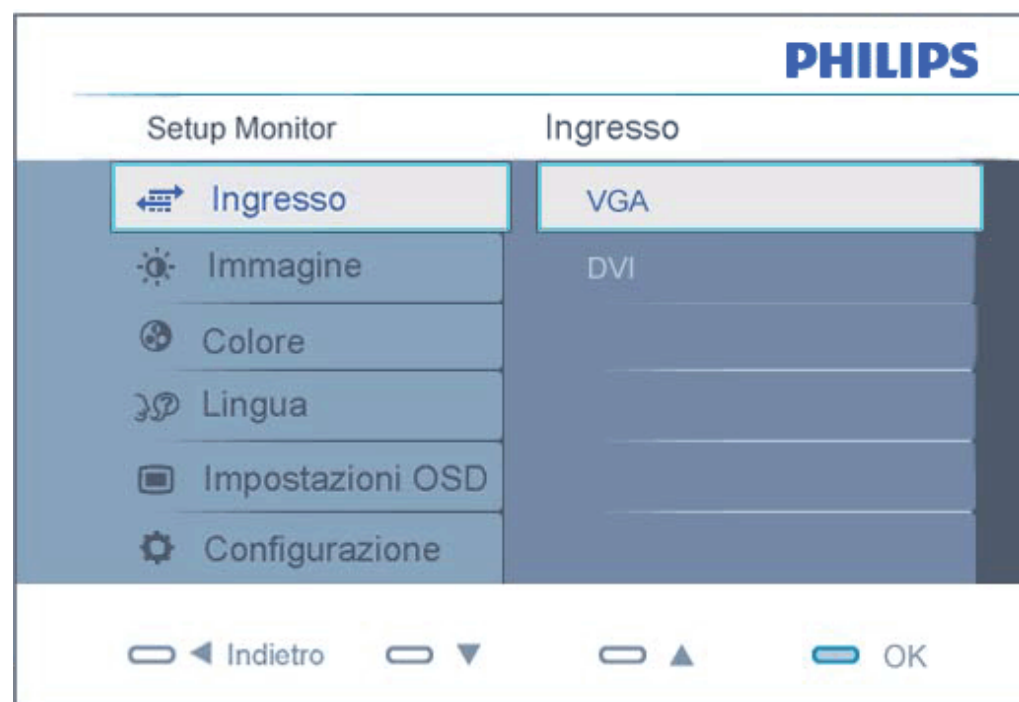 PHILIPS
Setup Monitor Ingresso
Ingresso VGA
Immagine DVI
Colore
Lingua
Impostazioni OSD
Configurazione
Indietro OK